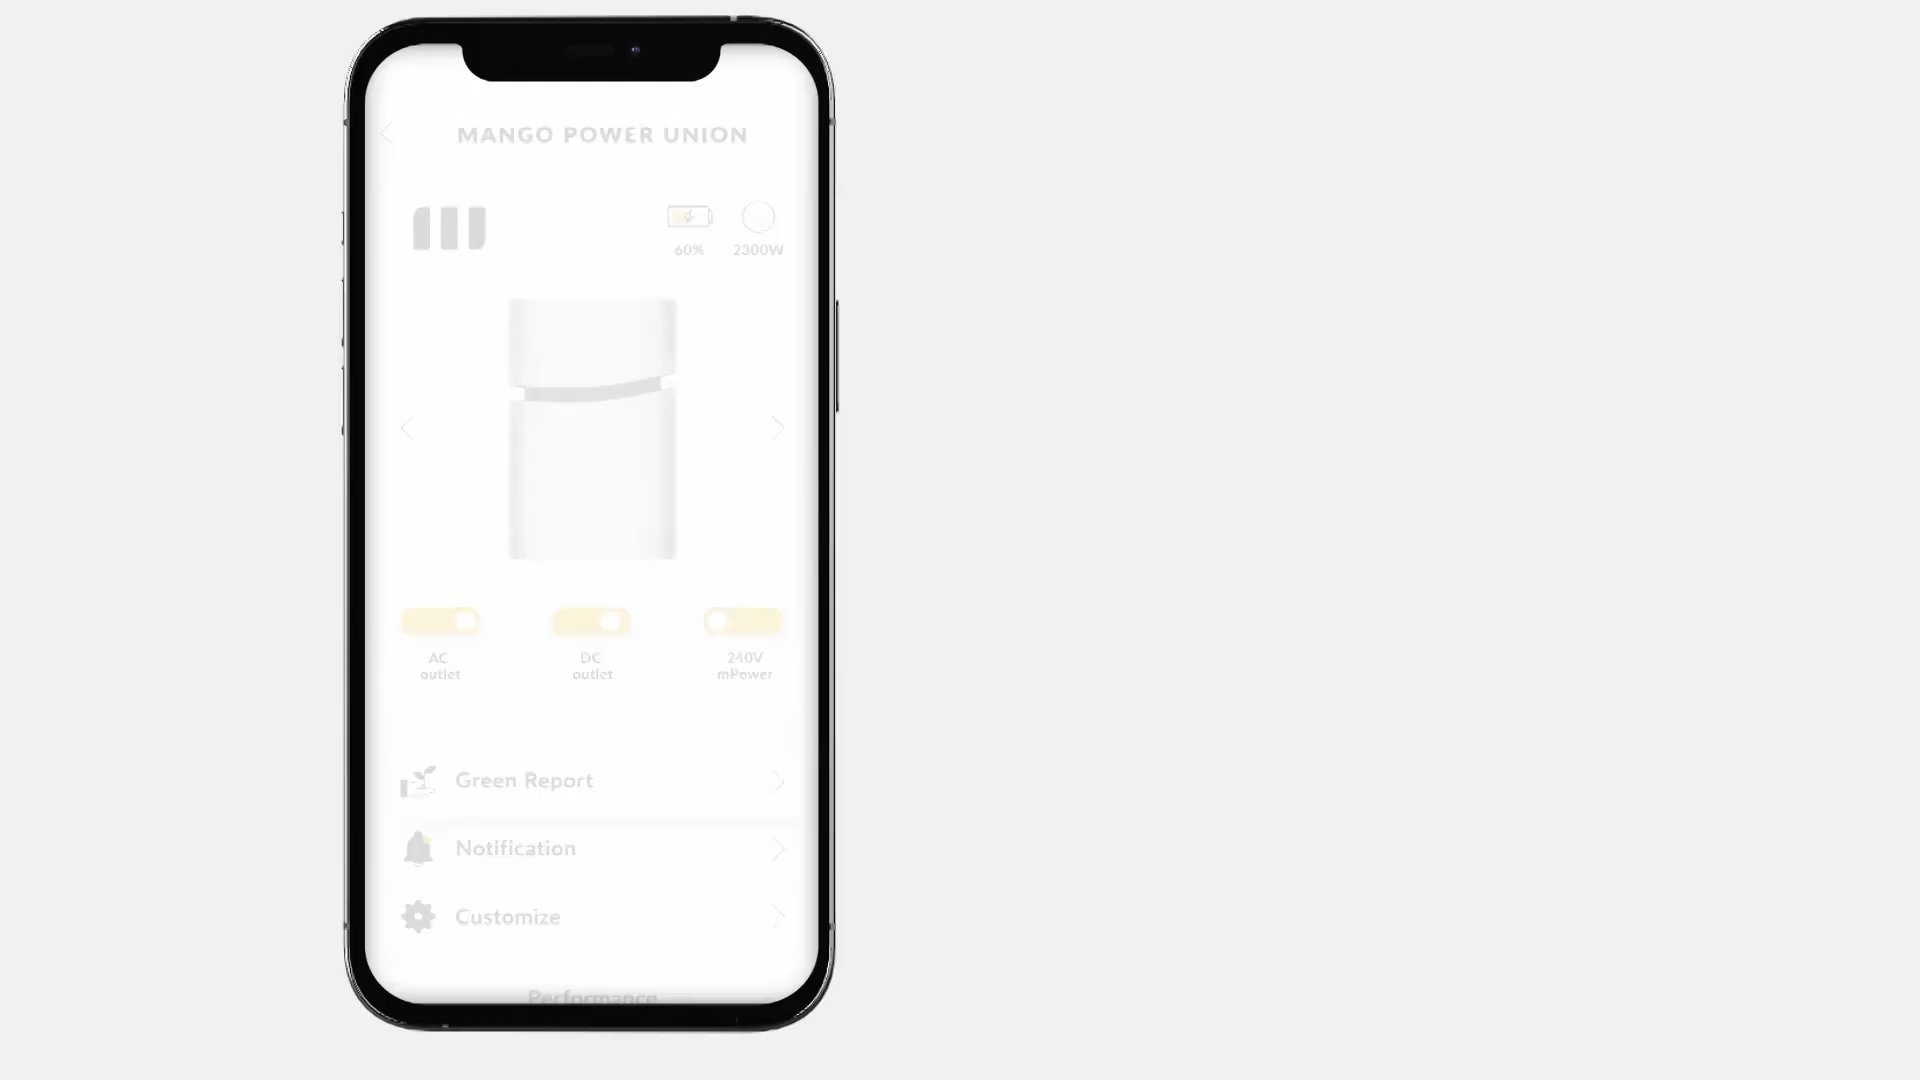 MANGO POWER UNION
60% 2300W
AC outlet
DC outlet
240V mPower
Green Report
Notification
Customize
Performance